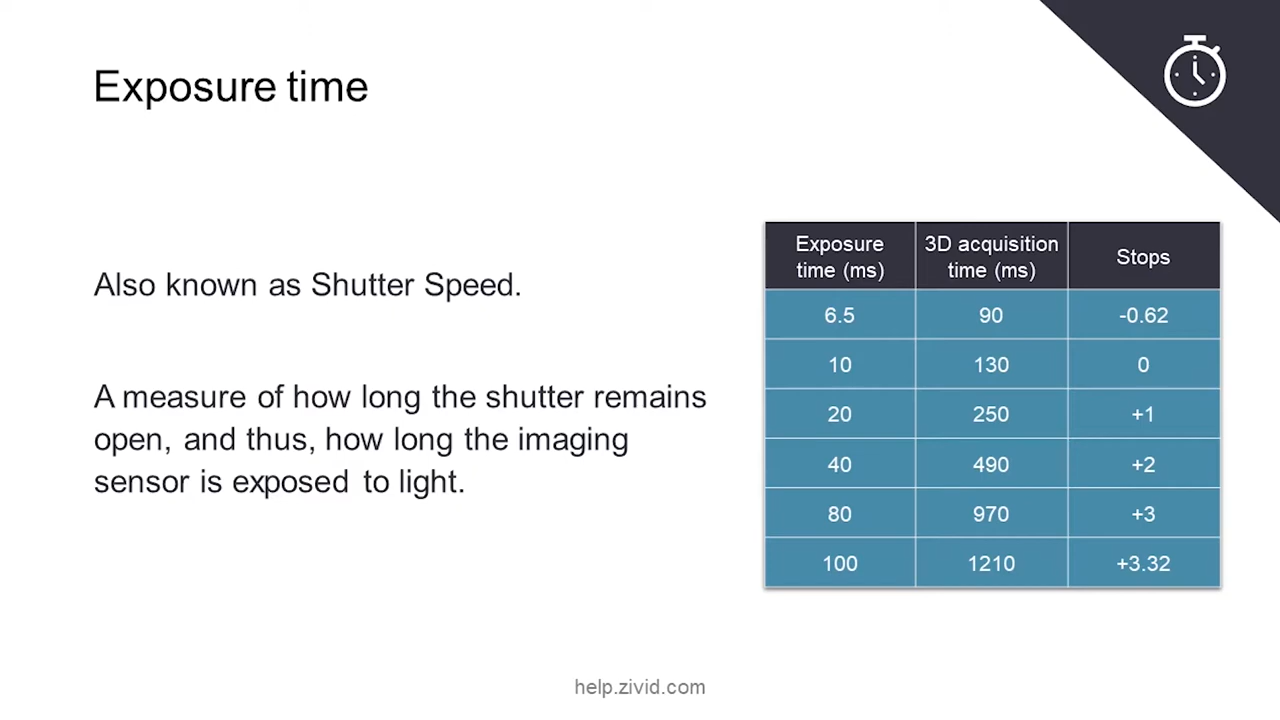 Exposure time
Also known as Shutter Speed.
A measure of how long the shutter remains
open, and thus, how long the imaging
sensor is exposed to light.
Exposure time (ms) 3D acquisition time (ms) Stops
6.5 90 -0.62
10 130 0
20 250 +1
40 490 +2
80 970 +3
100 1210 +3.32
help.zivid.com